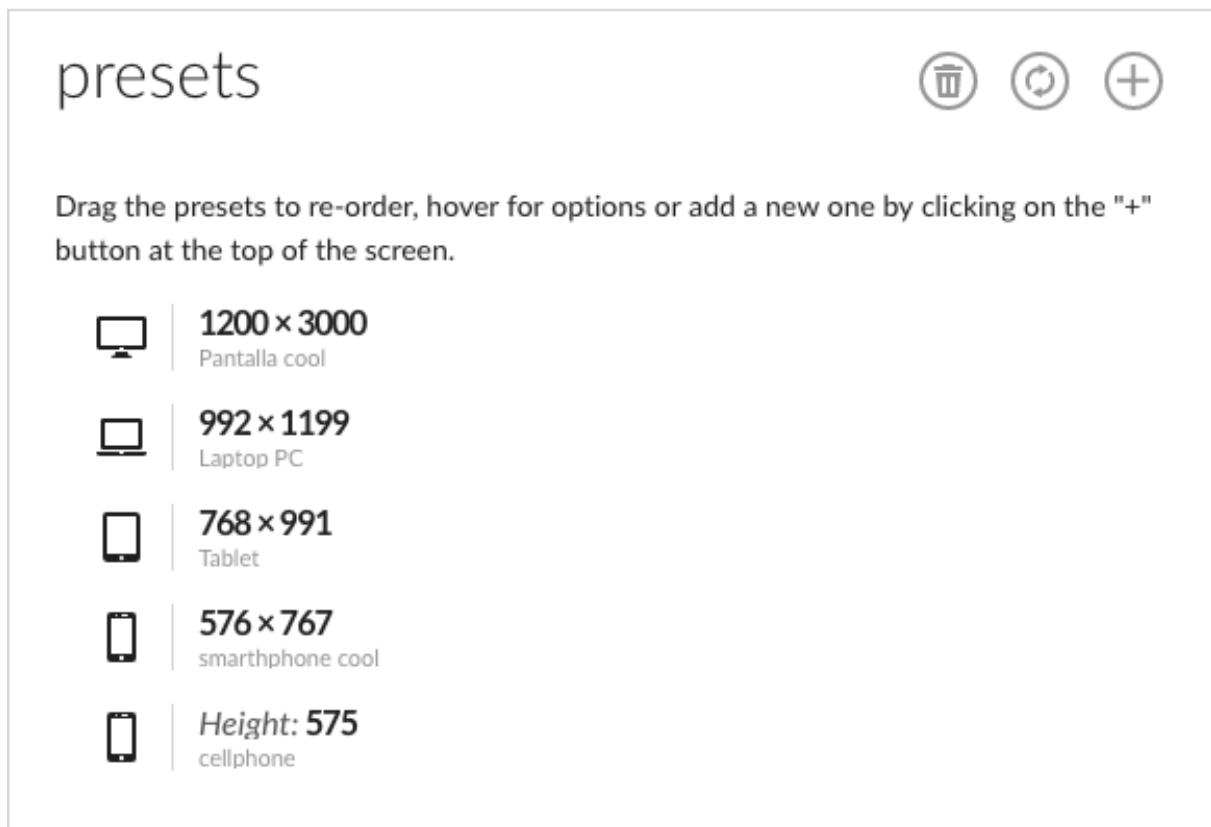 presets
Drag the presets to re-order, hover for options or add a new one by clicking on the "+"
button at the top of the screen.
1200 × 3000
Pantalla cool
992 × 1199
Laptop PC
768 × 991
Tablet
576 × 767
smarthphone cool
Height: 575
cellphone